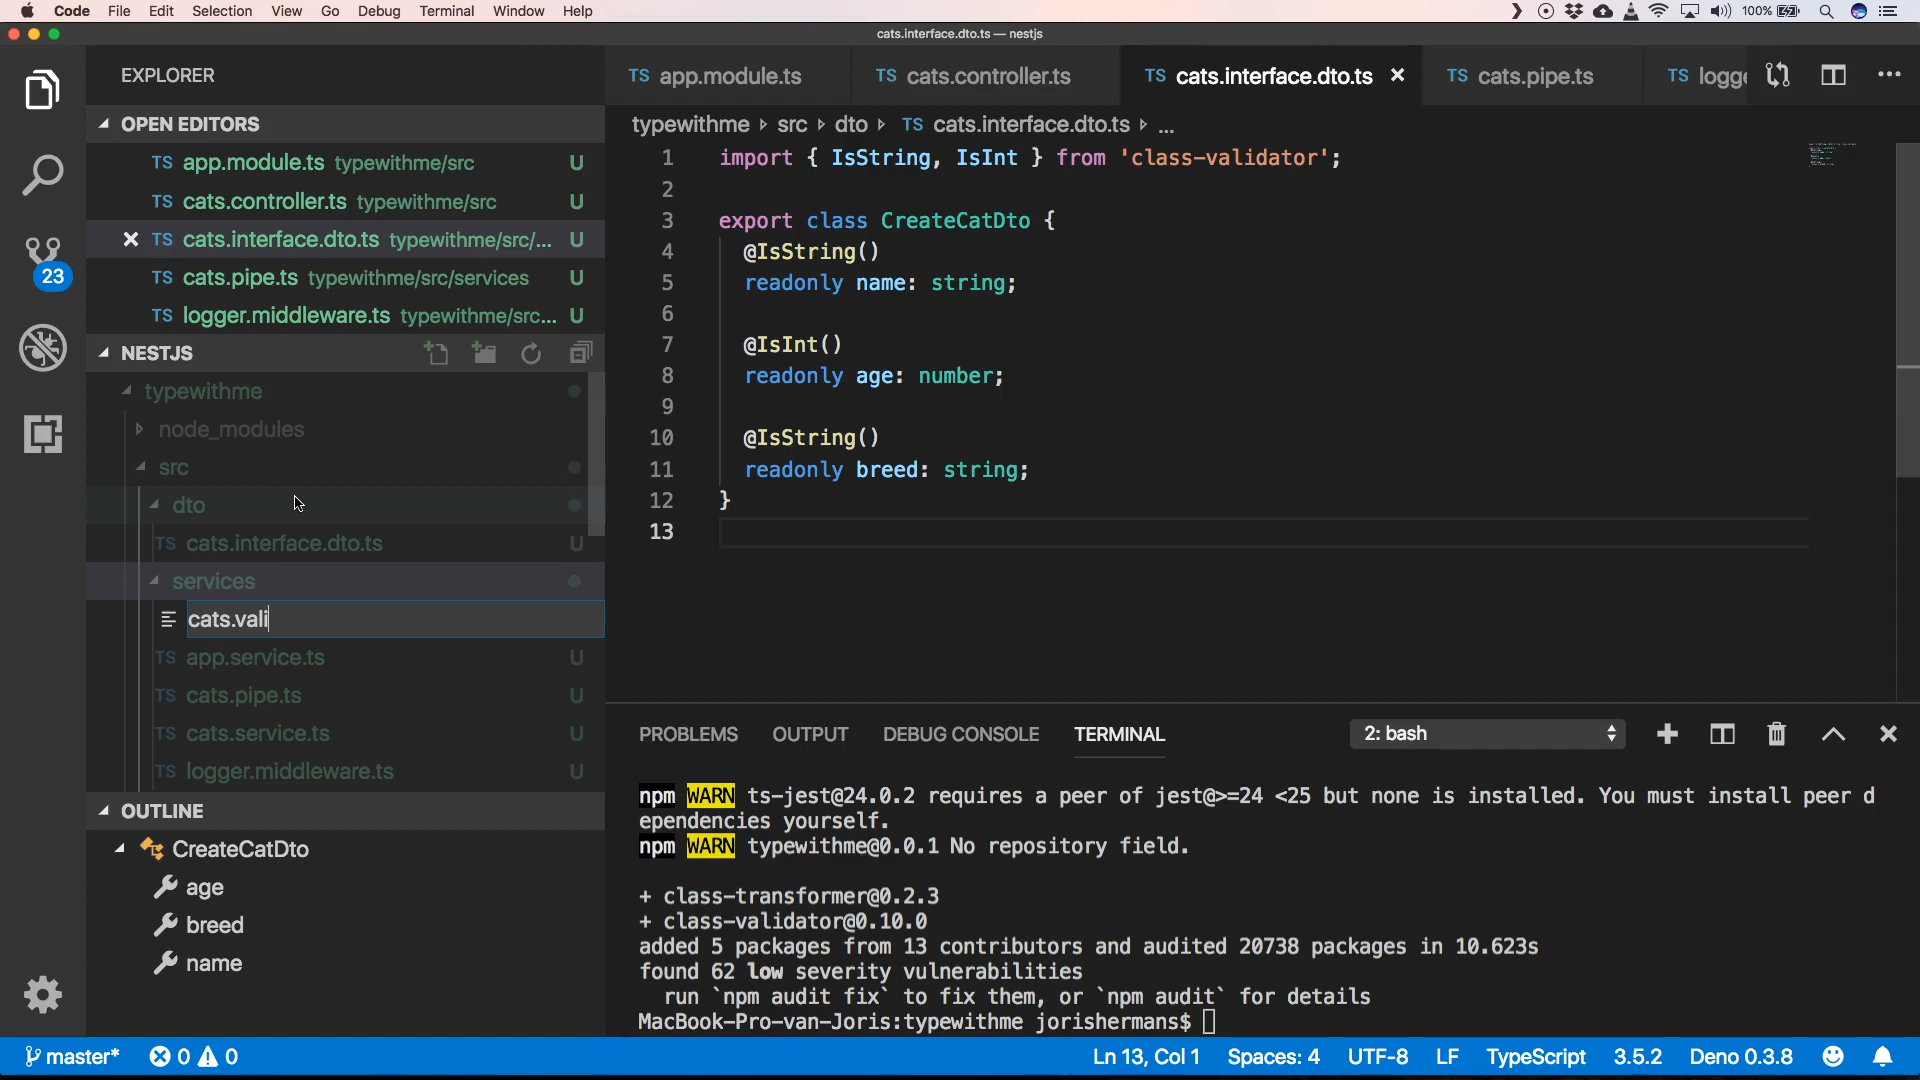 Code File Edit Selection View Go Debug Terminal Window Help 100%
cats.interface.dto.ts — nestjs
EXPLORER
OPEN EDITORS
TS app.module.ts typewithme/src U
TS cats.controller.ts typewithme/src U
TS cats.interface.dto.ts typewithme/src/... U
TS cats.pipe.ts typewithme/src/services U
TS logger.middleware.ts typewithme/src... U
23
NESTJS
typewithme
node_modules
src
dto
TS cats.interface.dto.ts U
services
cats.vali
TS app.service.ts U
TS cats.pipe.ts U
TS cats.service.ts U
TS logger.middleware.ts U
OUTLINE
CreateCatDto
age
breed
name
TS app.module.ts TS cats.controller.ts TS cats.interface.dto.ts TS cats.pipe.ts TS logge
typewithme src dto TS cats.interface.dto.ts ...
1 import { IsString, IsInt } from 'class-validator';
2
3 export class CreateCatDto {
4 @IsString()
5 readonly name: string;
6
7 @IsInt()
8 readonly age: number;
9
10 @IsString()
11 readonly breed: string;
12 }
13
PROBLEMS OUTPUT DEBUG CONSOLE TERMINAL 2: bash
npm WARN ts-jest@24.0.2 requires a peer of jest@>=24 <25 but none is installed. You must install peer d
ependencies yourself.
npm WARN typewithme@0.0.1 No repository field.
+ class-transformer@0.2.3
+ class-validator@0.10.0
added 5 packages from 13 contributors and audited 20738 packages in 10.623s
found 62 low severity vulnerabilities
run `npm audit fix` to fix them, or `npm audit` for details
MacBook-Pro-van-Joris:typewithme jorishermans$
master* 0 0 Ln 13, Col 1 Spaces: 4 UTF-8 LF TypeScript 3.5.2 Deno 0.3.8